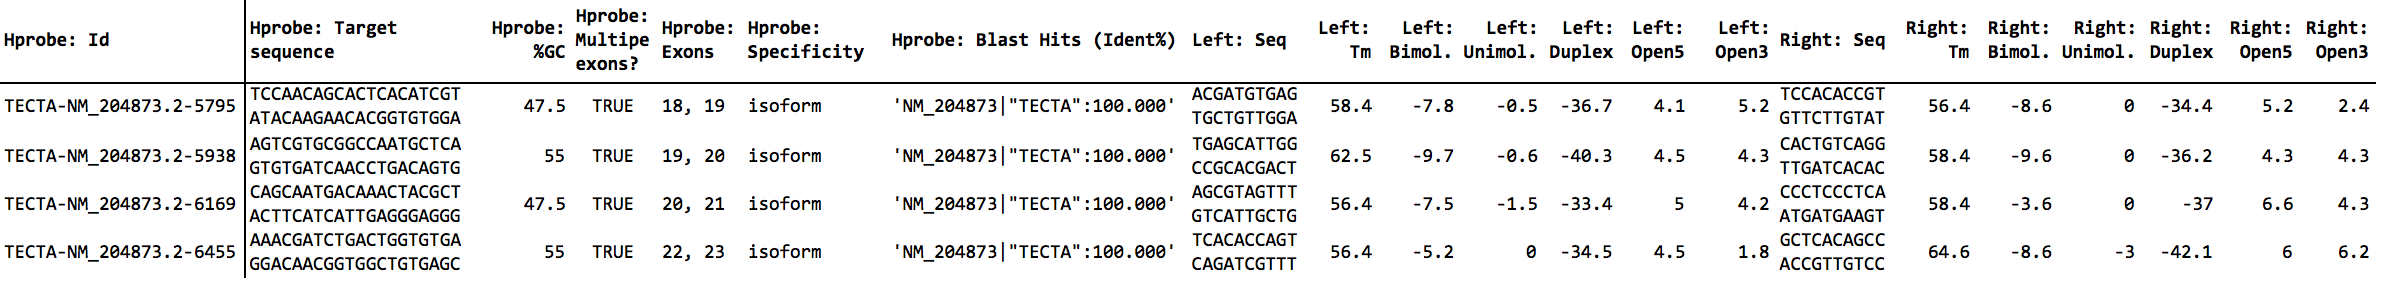 Hprobe: Id Hprobe: Target sequence Hprobe: %GC Hprobe: Multipe exons? Hprobe: Exons Hprobe: Specificity Hprobe: Blast Hits (Ident%) Left: Seq Left: Tm Left: Bimol. Left: Unimol. Left: Duplex Left: Open5 Left: Open3 Right: Seq Right: Tm Right: Bimol. Right: Unimol. Right: Duplex Right: Open5 Right: Open3
TECTA-NM_204873.2-5795 TCCAACAGCACTCACATCGT ATACAAGAACACGGTGTGGA 47.5 TRUE 18, 19 isoform 'NM_204873|"TECTA":100.000' ACGATGTGAG TGCTGTTGGA 58.4 -7.8 -0.5 -36.7 4.1 5.2 TCCACACCGT GTTCTTGTAT 56.4 -8.6 0 -34.4 5.2 2.4
TECTA-NM_204873.2-5938 AGTCGTGCGGCCAATGCTCA GTGTGATCAACCTGACAGTG 55 TRUE 19, 20 isoform 'NM_204873|"TECTA":100.000' TGAGCATTGG CCGCACGACT 62.5 -9.7 -0.6 -40.3 4.5 4.3 CACTGTCAGG TTGATCACAC 58.4 -9.6 0 -36.2 4.3 4.3
TECTA-NM_204873.2-6169 CAGCAATGACAAACTACGCT ACTTCATCATTGAGGGAGGG 47.5 TRUE 20, 21 isoform 'NM_204873|"TECTA":100.000' AGCGTAGTTT GTCATTGCTG 56.4 -7.5 -1.5 -33.4 5 4.2 CCCTCCCTCA ATGATGAAGT 58.4 -3.6 0 -37 6.6 4.3
TECTA-NM_204873.2-6455 AAACGATCTGACTGGTGTGA GGACAACGGTGGCTGTGAGC 55 TRUE 22, 23 isoform 'NM_204873|"TECTA":100.000' TCACACCAGT CAGATCGTTT 56.4 -5.2 0 -34.5 4.5 1.8 GCTCACAGCC ACCGTTGTCC 64.6 -8.6 -3 -42.1 6 6.2